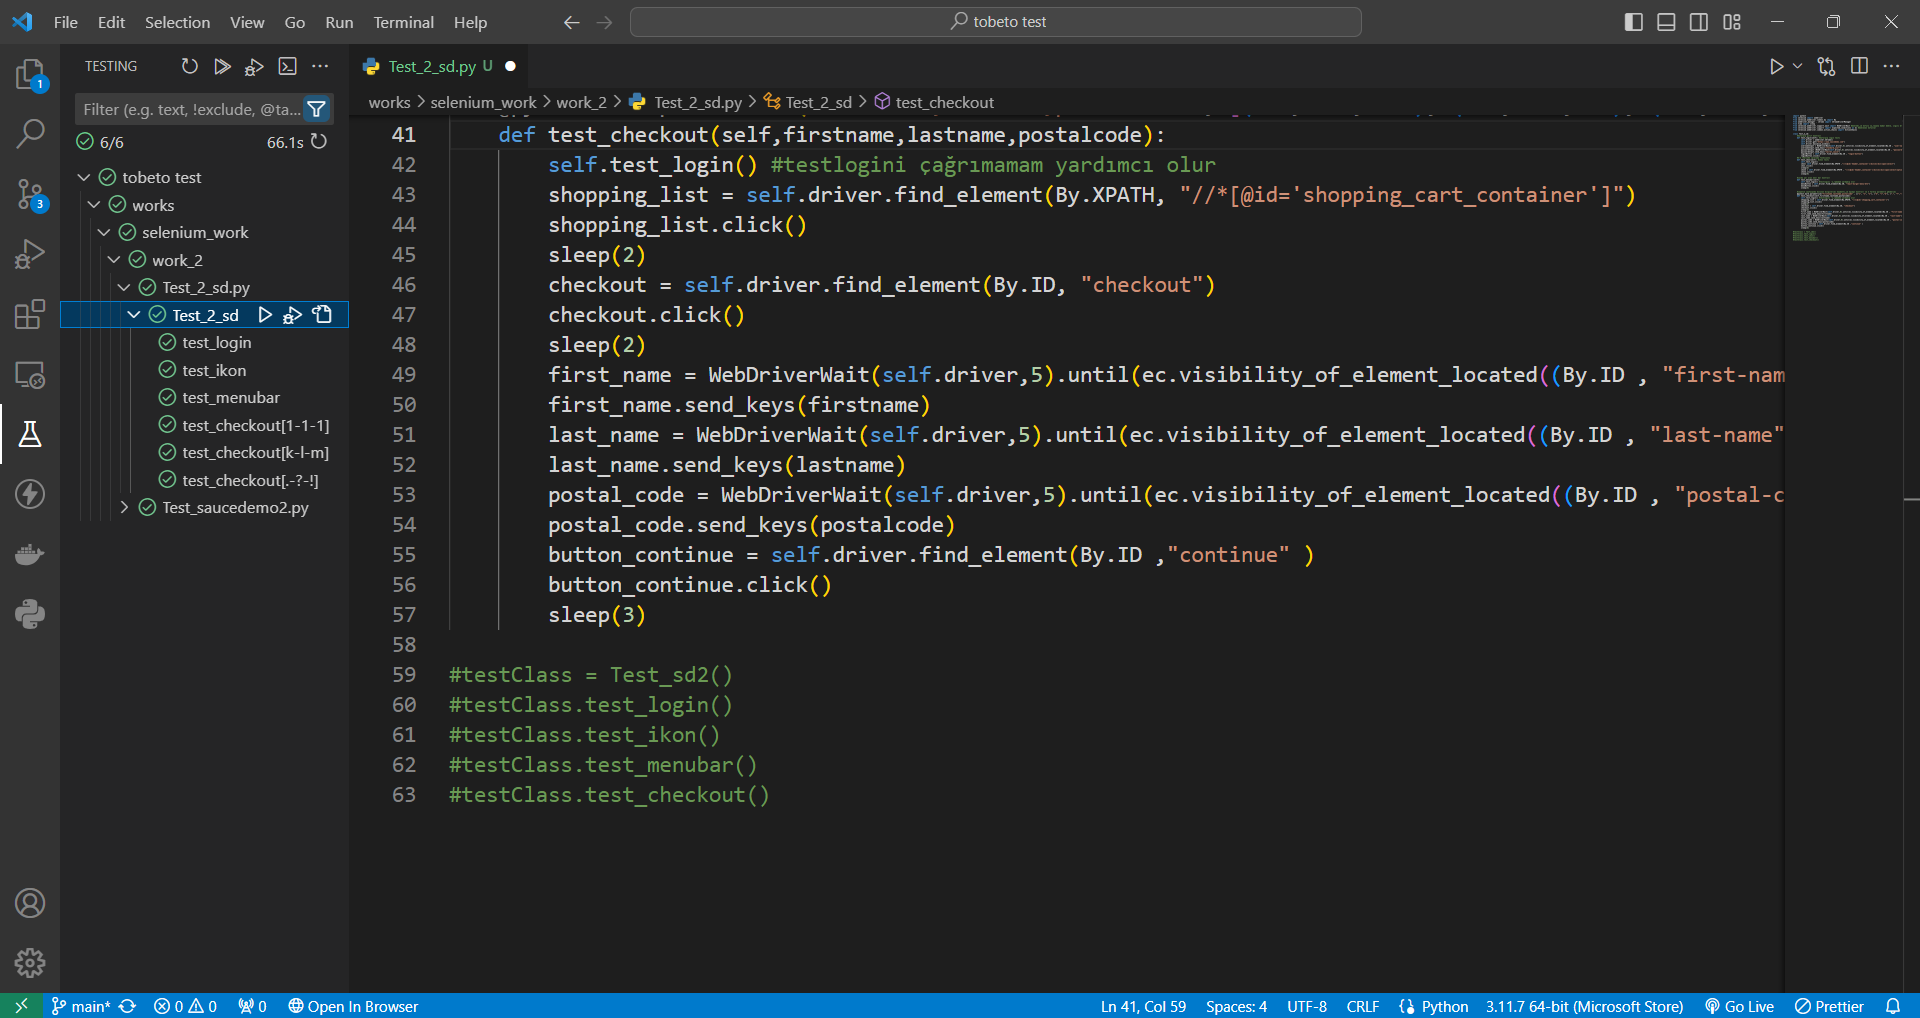 File Edit Selection View Go Run Terminal Help
tobeto test
TESTING
Test_2_sd.py U
Filter (e.g. text, !exclude, @ta...
works > selenium_work > work_2 > Test_2_sd.py > Test_2_sd > test_checkout
6/6 66.1s
tobeto test
works
selenium_work
work_2
Test_2_sd.py
Test_2_sd
test_login
test_ikon
test_menubar
test_checkout[1-1-1]
test_checkout[k-l-m]
test_checkout[.-?-!]
Test_saucedemo2.py
1
3
41 def test_checkout(self,firstname,lastname,postalcode):
42 self.test_login() #testlogini çağrımamam yardımcı olur
43 shopping_list = self.driver.find_element(By.XPATH, "//*[@id='shopping_cart_container']")
44 shopping_list.click()
45 sleep(2)
46 checkout = self.driver.find_element(By.ID, "checkout")
47 checkout.click()
48 sleep(2)
49 first_name = WebDriverWait(self.driver,5).until(ec.visibility_of_element_located((By.ID , "first-nam
50 first_name.send_keys(firstname)
51 last_name = WebDriverWait(self.driver,5).until(ec.visibility_of_element_located((By.ID , "last-name"
52 last_name.send_keys(lastname)
53 postal_code = WebDriverWait(self.driver,5).until(ec.visibility_of_element_located((By.ID , "postal-c
54 postal_code.send_keys(postalcode)
55 button_continue = self.driver.find_element(By.ID ,"continue" )
56 button_continue.click()
57 sleep(3)
58
59 #testClass = Test_sd2()
60 #testClass.test_login()
61 #testClass.test_ikon()
62 #testClass.test_menubar()
63 #testClass.test_checkout()
main* 0 0 0 Open In Browser Ln 41, Col 59 Spaces: 4 UTF-8 CRLF Python 3.11.7 64-bit (Microsoft Store) Go Live Prettier